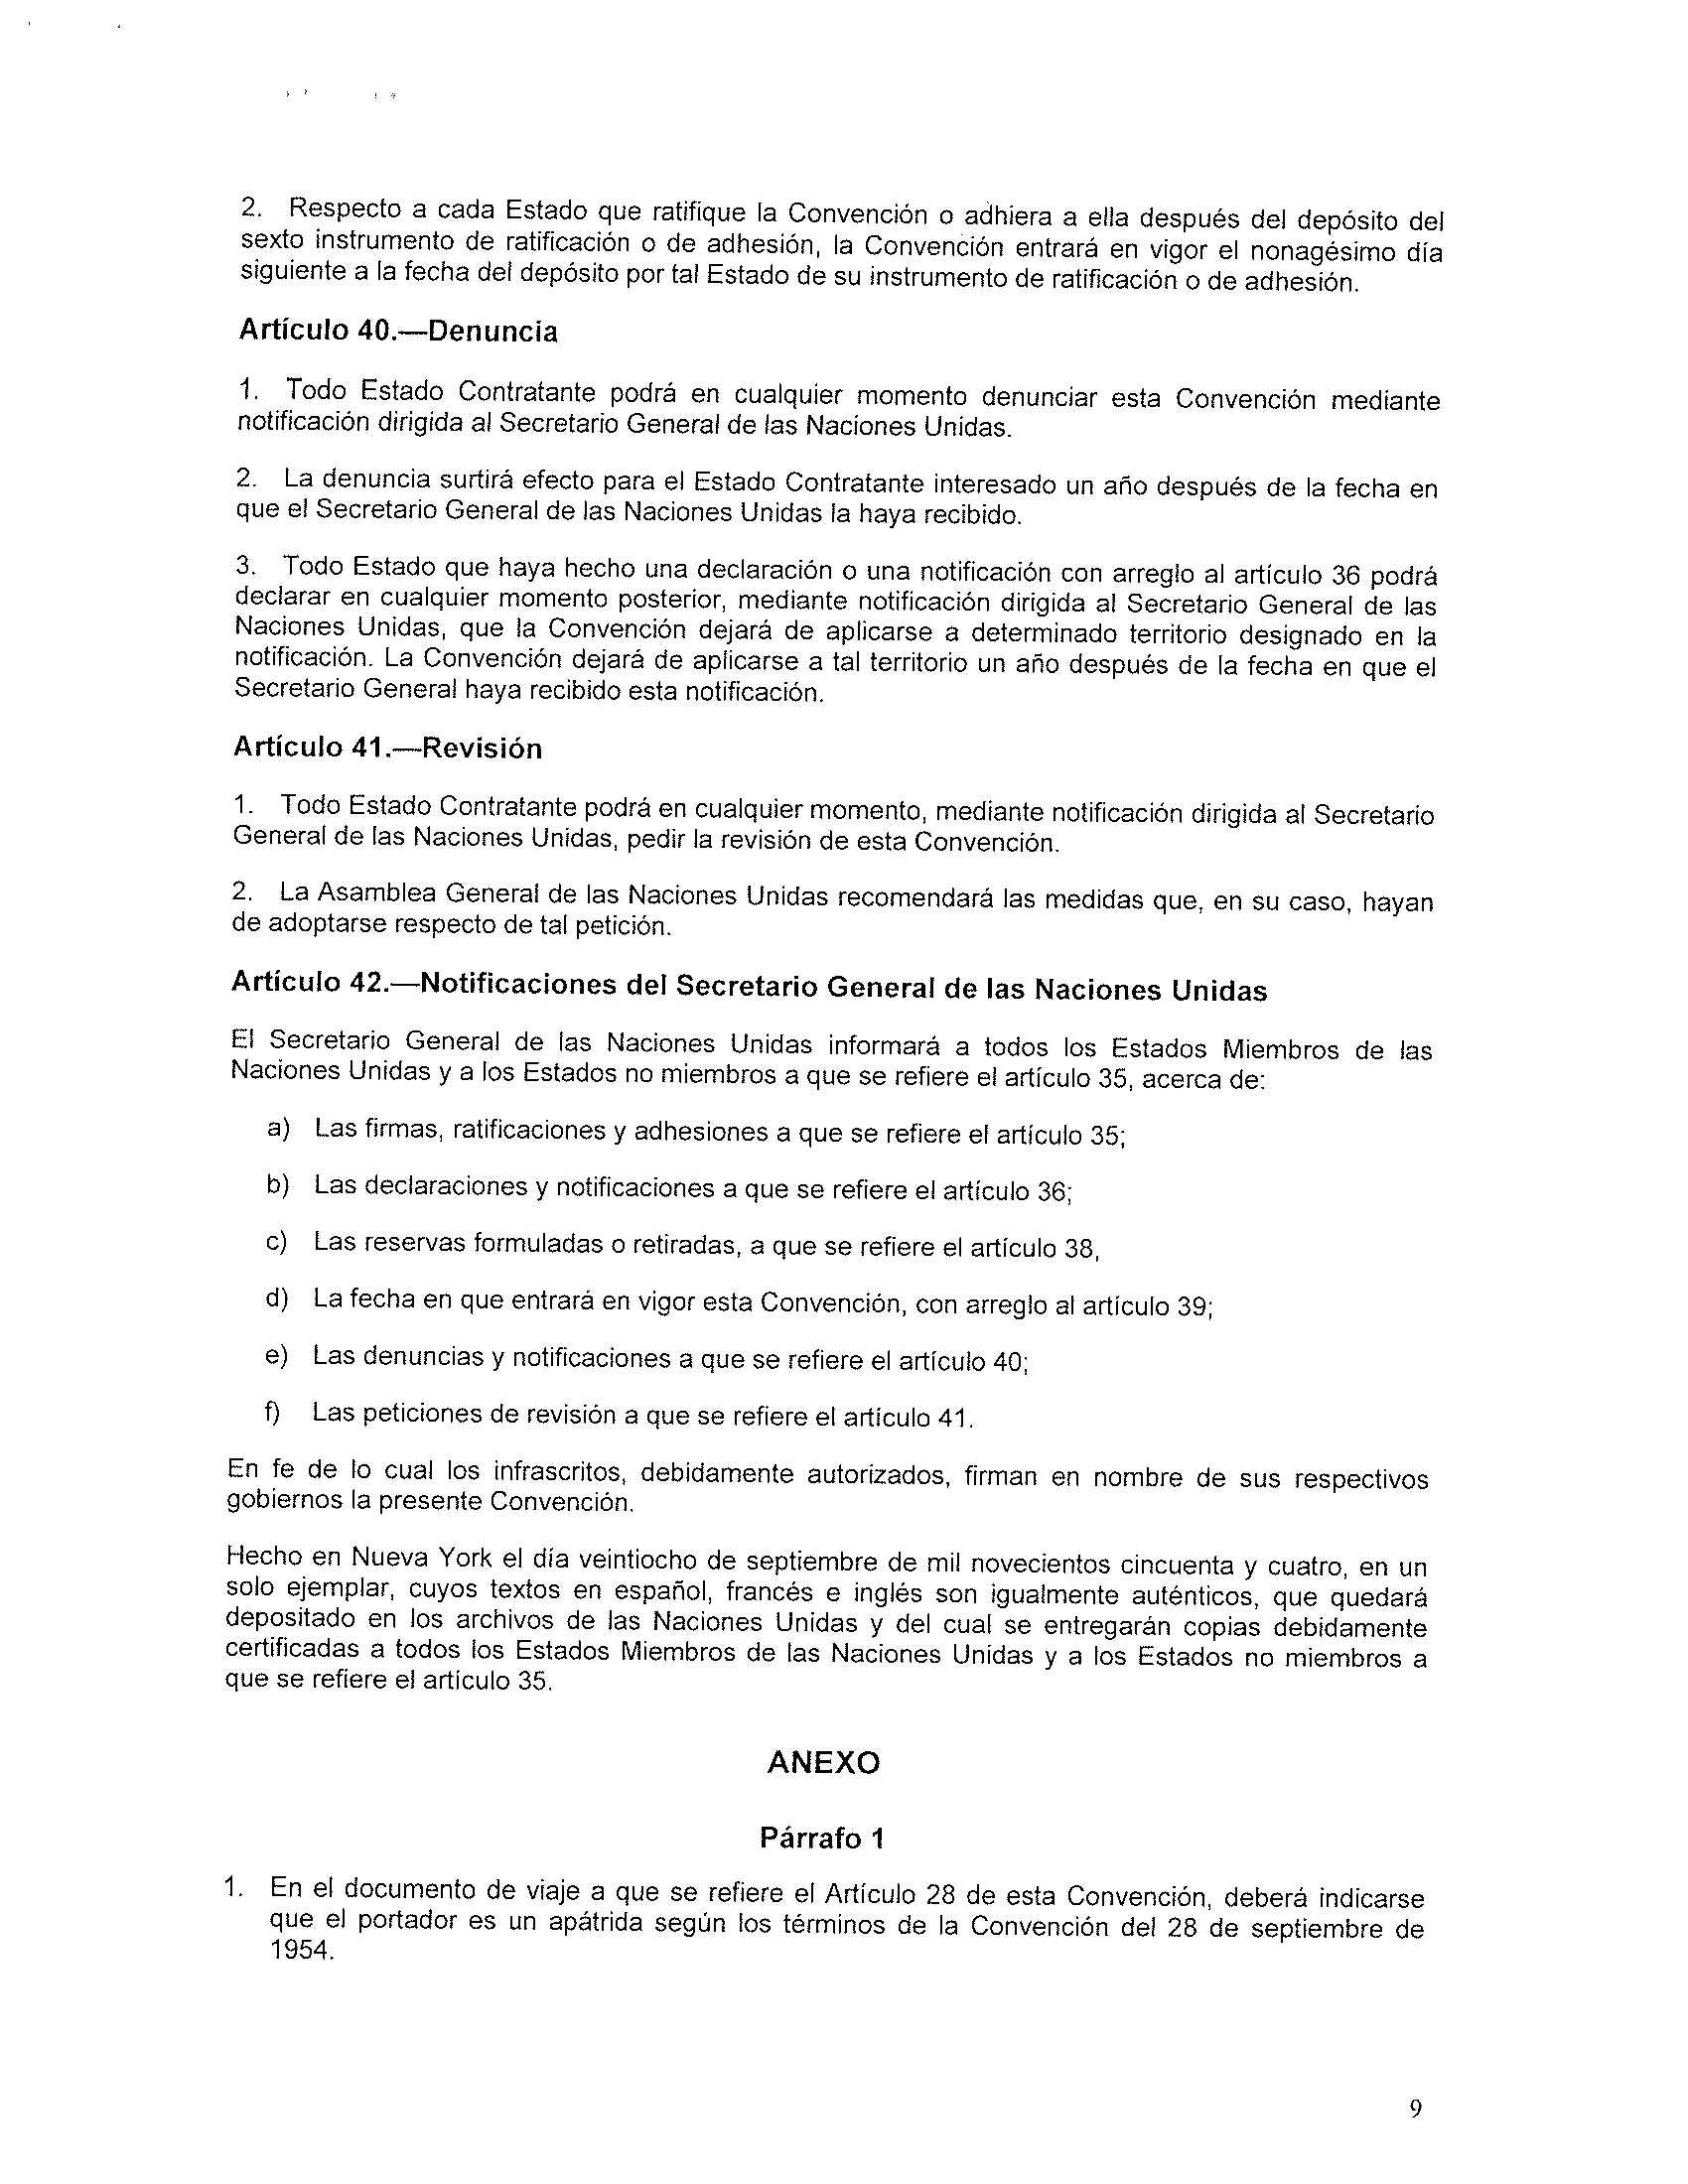 2. Respecto a cada Estado que ratifique la Convención o adhiera a ella después del depósito del
sexto instrumento de ratificación o de adhesión, la Convención entrará en vigor el nonagésimo día
siguiente a la fecha del depósito por tal Estado de su instrumento de ratificación o de adhesión.
Artículo 40.—Denuncia
1. Todo Estado Contratante podrá en cualquier momento denunciar esta Convención mediante
notificación dirigida al Secretario General de las Naciones Unidas.
2. La denuncia surtirá efecto para el Estado Contratante interesado un año después de la fecha en
que el Secretario General de las Naciones Unidas la haya recibido.
3. Todo Estado que haya hecho una declaración o una notificación con arreglo al artículo 36 podrá
declarar en cualquier momento posterior, mediante notificación dirigida al Secretario General de las
Naciones Unidas, que la Convención dejará de aplicarse a determinado territorio designado en la
notificación. La Convención dejará de aplicarse a tal territorio un año después de la fecha en que el
Secretario General haya recibido esta notificación.
Artículo 41.—Revisión
1. Todo Estado Contratante podrá en cualquier momento, mediante notificación dirigida al Secretario
General de las Naciones Unidas, pedir la revisión de esta Convención.
2. La Asamblea General de las Naciones Unidas recomendará las medidas que, en su caso, hayan
de adoptarse respecto de tal petición.
Artículo 42.—Notificaciones del Secretario General de las Naciones Unidas
El Secretario General de las Naciones Unidas informará a todos los Estados Miembros de las
Naciones Unidas y a los Estados no miembros a que se refiere el artículo 35, acerca de:
a) Las firmas, ratificaciones y adhesiones a que se refiere el artículo 35;
b) Las declaraciones y notificaciones a que se refiere el artículo 36;
c) Las reservas formuladas o retiradas, a que se refiere el artículo 38,
d) La fecha en que entrará en vigor esta Convención, con arreglo al artículo 39;
e) Las denuncias y notificaciones a que se refiere el artículo 40;
f) Las peticiones de revisión a que se refiere el artículo 41.
En fe de lo cual los infrascritos, debidamente autorizados, firman en nombre de sus respectivos
gobiernos la presente Convención.
Hecho en Nueva York el día veintiocho de septiembre de mil novecientos cincuenta y cuatro, en un
solo ejemplar, cuyos textos en español, francés e inglés son igualmente auténticos, que quedará
depositado en los archivos de las Naciones Unidas y del cual se entregarán copias debidamente
certificadas a todos los Estados Miembros de las Naciones Unidas y a los Estados no miembros a
que se refiere el artículo 35.
ANEXO
Párrafo 1
1. En el documento de viaje a que se refiere el Artículo 28 de esta Convención, deberá indicarse
que el portador es un apátrida según los términos de la Convención del 28 de septiembre de
1954.
9